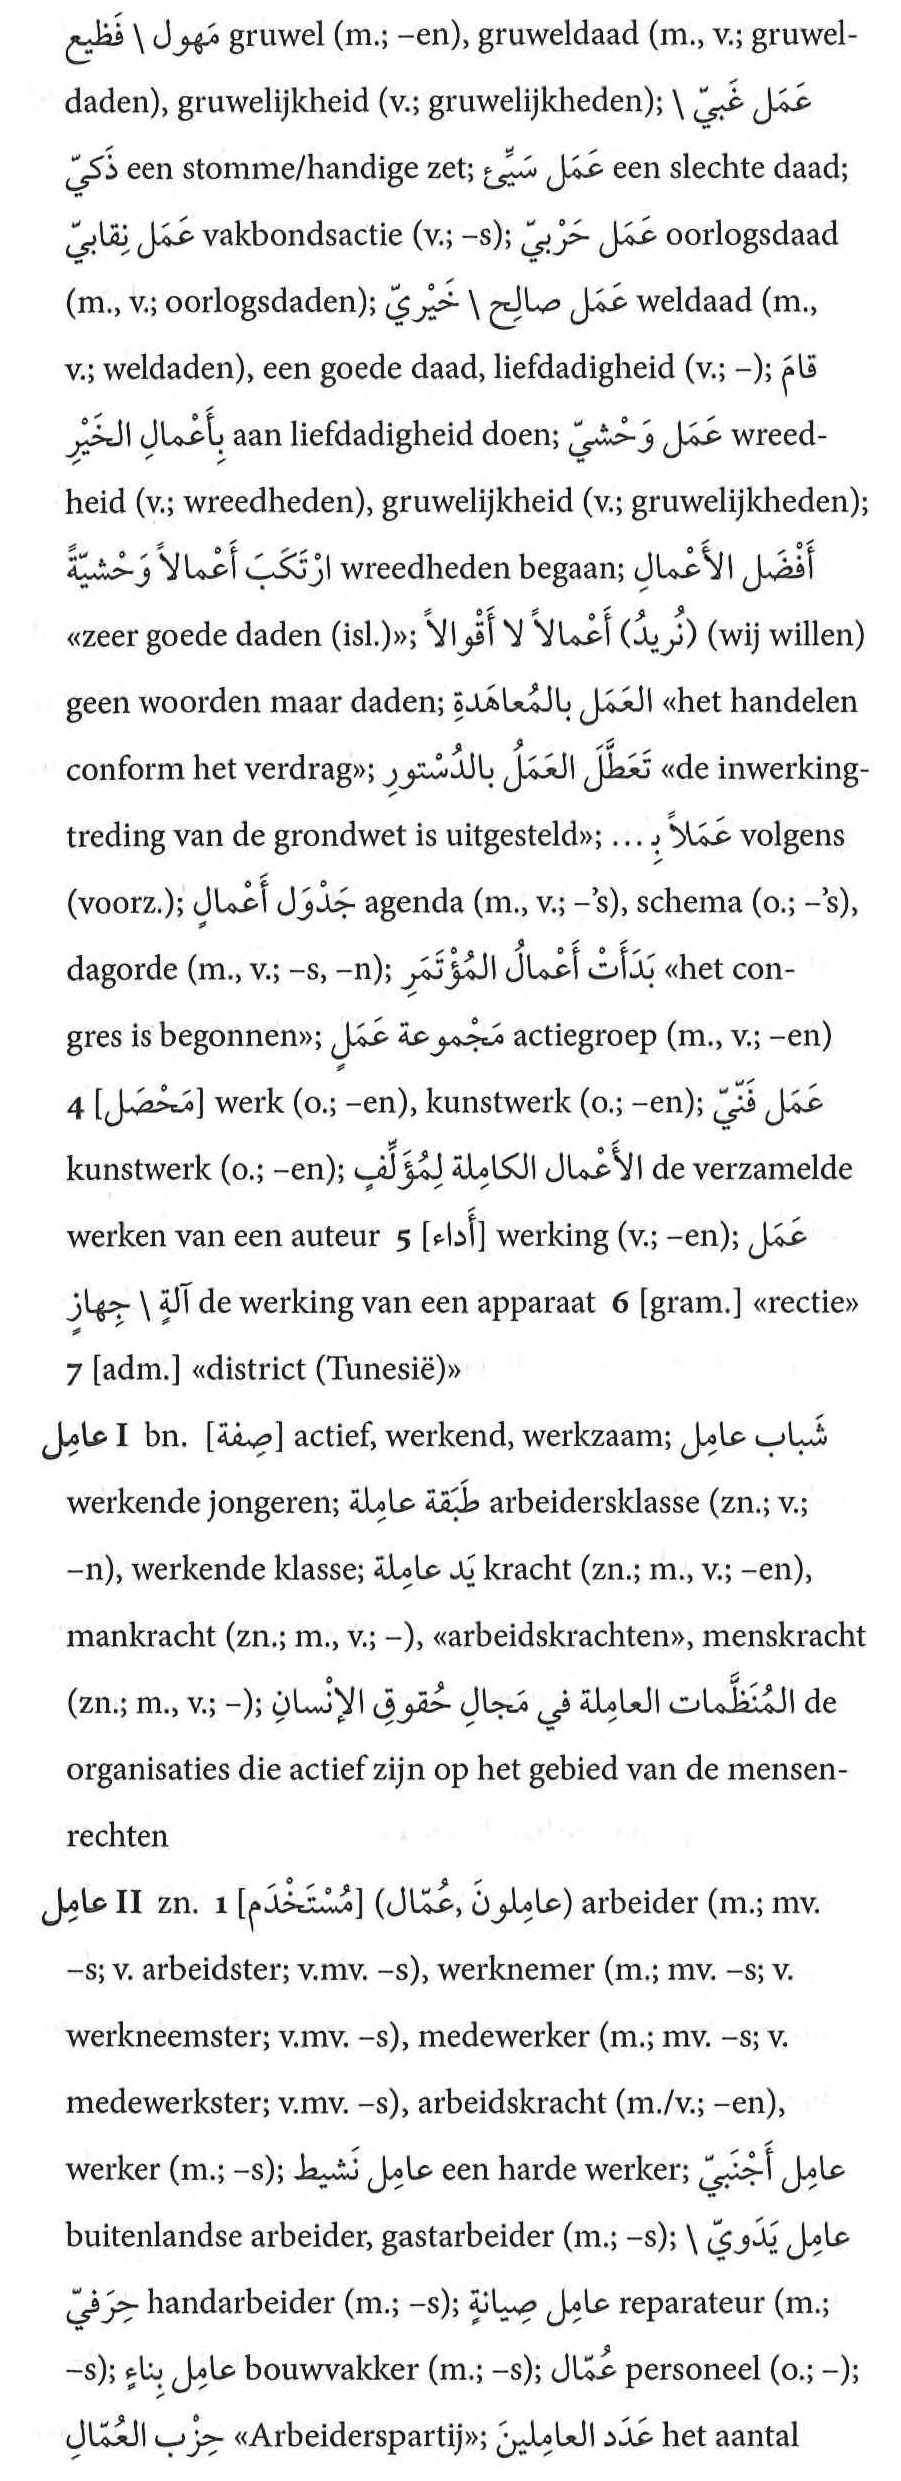 مَهول \ فَظيع gruwel (m.; –en), gruweldaad (m., v.; gruwel-
daden), gruwelijkheid (v.; gruwelijkheden); عَمَل غَبيّ \
ذَكيّ een stomme/handige zet; عَمَل سَيِّئ een slechte daad;
عَمَل نِقابيّ vakbondsactie (v.; –s); عَمَل حَرْبيّ oorlogsdaad
(m., v.; oorlogsdaden); عَمَل صالِح \ خَيْريّ weldaad (m.,
v.; weldaden), een goede daad, liefdadigheid (v.; –); قامَ
بِأَعْمالِ الخَيْرِ aan liefdadigheid doen; عَمَل وَحْشيّ wreed-
heid (v.; wreedheden), gruwelijkheid (v.; gruwelijkheden);
ارْتَكَبَ أَعْمالاً وَحْشيّةً wreedheden begaan; أَفْضَل الأَعْمالِ
«zeer goede daden (isl.)»; (نُريدُ) أَعْمالاً لا أَقْوالاً (wij willen)
geen woorden maar daden; العَمَل بالمُعاهَدةِ «het handelen
conform het verdrag»; تَعَطَّلَ العَمَلُ بالدُسْتورِ «de inwerking-
treding van de grondwet is uitgesteld»; عَمَلاً بِـ... volgens
(voorz.); جَدْوَل أَعْمالٍ agenda (m., v.; –’s), schema (o.; –’s),
dagorde (m., v.; –s, –n); بَدَأَتْ أَعْمالُ المُؤْتَمَرِ «het con-
gres is begonnen»; مَجْموعة عَمَلٍ actiegroep (m., v.; –en)
4 [مَحْصَل] werk (o.; –en), kunstwerk (o.; –en); عَمَل فَنّيّ
kunstwerk (o.; –en); الأَعْمال الكامِلة لِمُؤَلِّفٍ de verzamelde
werken van een auteur 5 [أَداء] werking (v.; –en); عَمَل
آلةٍ \ جِهازٍ de werking van een apparaat 6 [gram.] «rectie»
7 [adm.] «district (Tunesië)»
عامِل I bn. [صِفة] actief, werkend, werkzaam; شَباب عامِل
werkende jongeren; طَبَقة عامِلة arbeidersklasse (zn.; v.;
–n), werkende klasse; يَد عامِلة kracht (zn.; m., v.; –en),
mankracht (zn.; m., v.; –), «arbeidskrachten», menskracht
(zn.; m., v.; –); المُنَظَّمات العامِلة في مَجالِ حُقوقِ الإنْسانِ de
organisaties die actief zijn op het gebied van de mensen-
rechten
عامِل II zn. 1 [مُسْتَخْدَم] (عامِلونَ, عُمّال) arbeider (m.; mv.
–s; v. arbeidster; v.mv. –s), werknemer (m.; mv. –s; v.
werkneemster; v.mv. –s), medewerker (m.; mv. –s; v.
medewerkster; v.mv. –s), arbeidskracht (m./v.; –en),
werker (m.; –s); عامِل نَشيط een harde werker; عامِل أَجْنَبيّ
buitenlandse arbeider, gastarbeider (m.; –s); عامِل يَدَويّ \
حِرَفيّ handarbeider (m.; –s); عامِل صِيانةٍ reparateur (m.;
–s); عامِل بِناءٍ bouwvakker (m.; –s); عُمّال personeel (o.; –);
حِزْب العُمّالِ «Arbeiderspartij»; عَدَد العامِلينَ het aantal